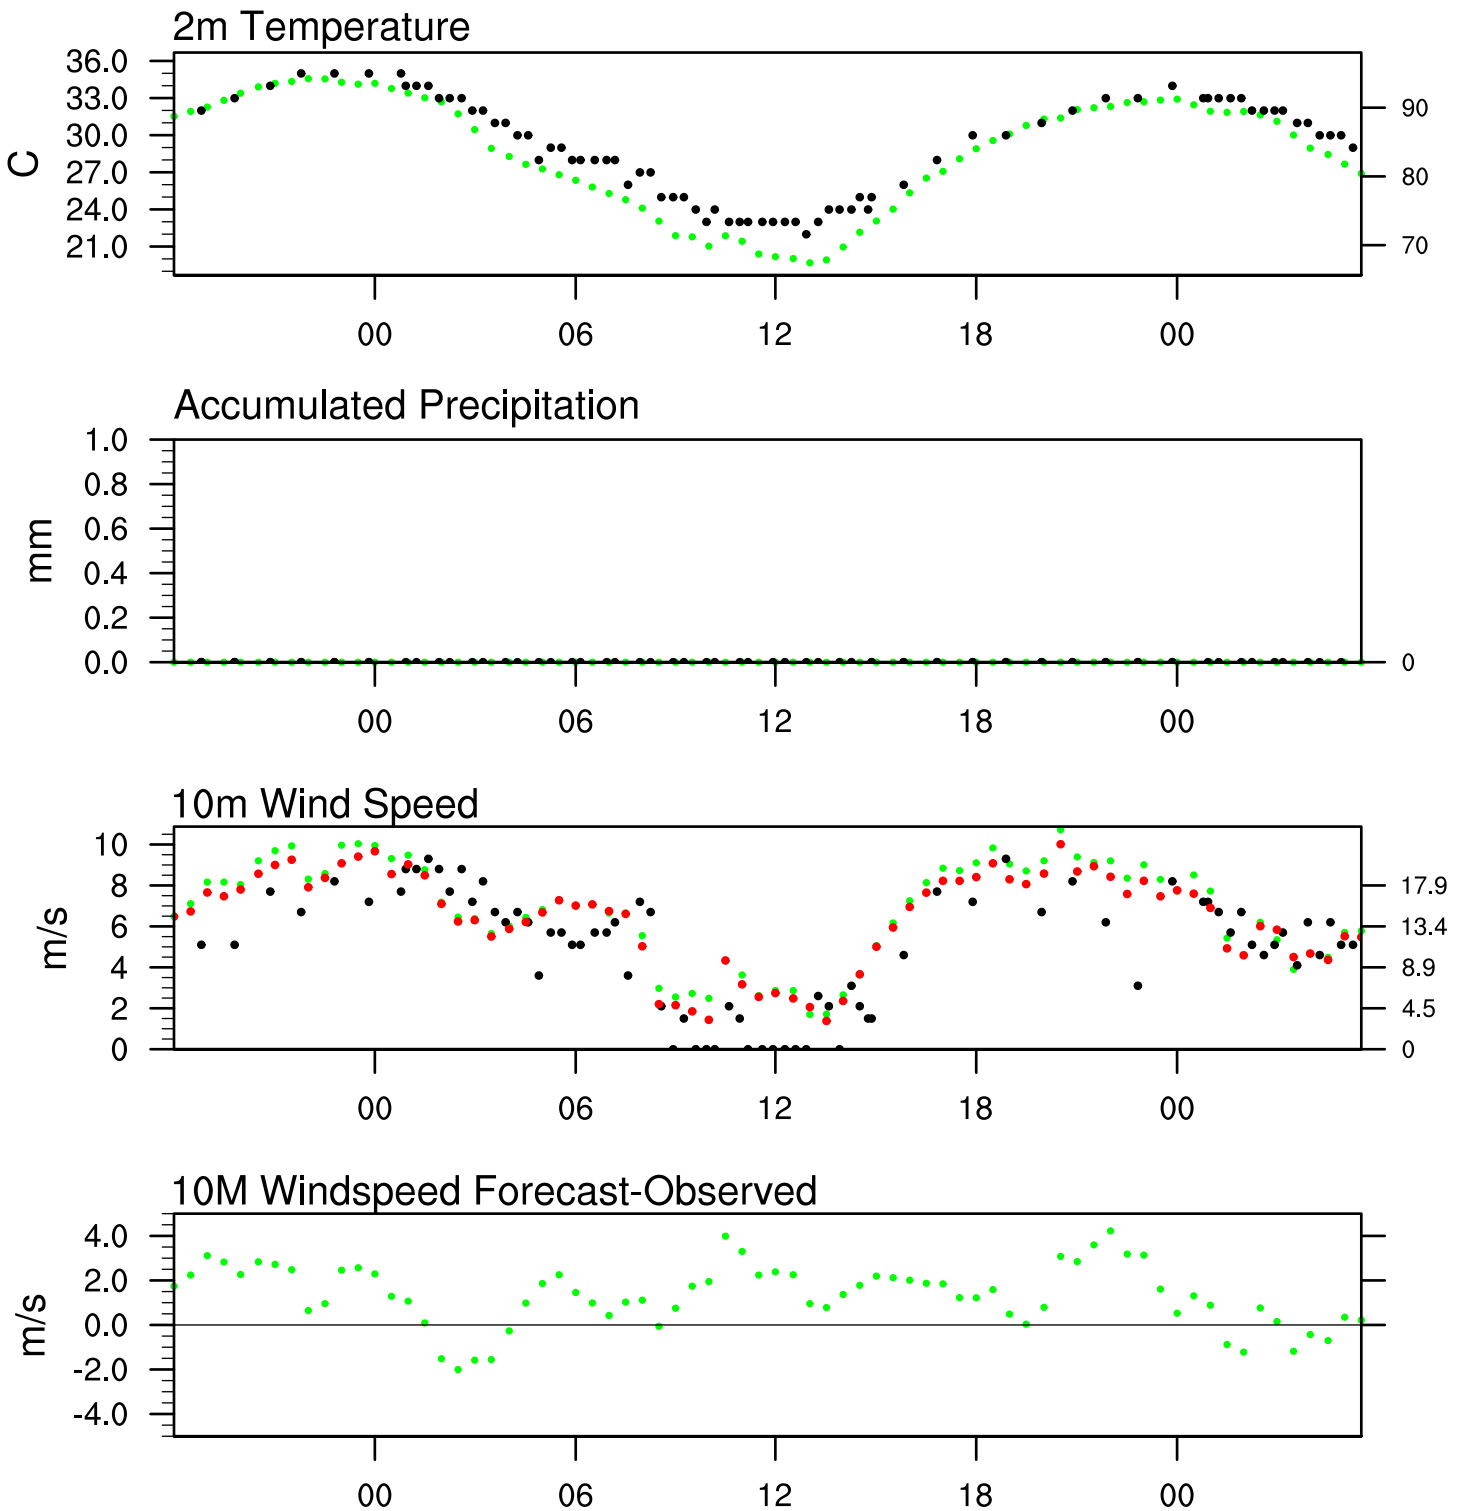 2m Temperature
36.0
33.0
30.0
27.0
24.0
21.0
C
90
80
70
00 06 12 18 00
Accumulated Precipitation
1.0
0.8
0.6
0.4
0.2
0.0
mm
0
00 06 12 18 00
10m Wind Speed
10
8
6
4
2
0
m/s
17.9
13.4
8.9
4.5
0
00 06 12 18 00
10M Windspeed Forecast-Observed
4.0
2.0
0.0
-2.0
-4.0
m/s
00 06 12 18 00